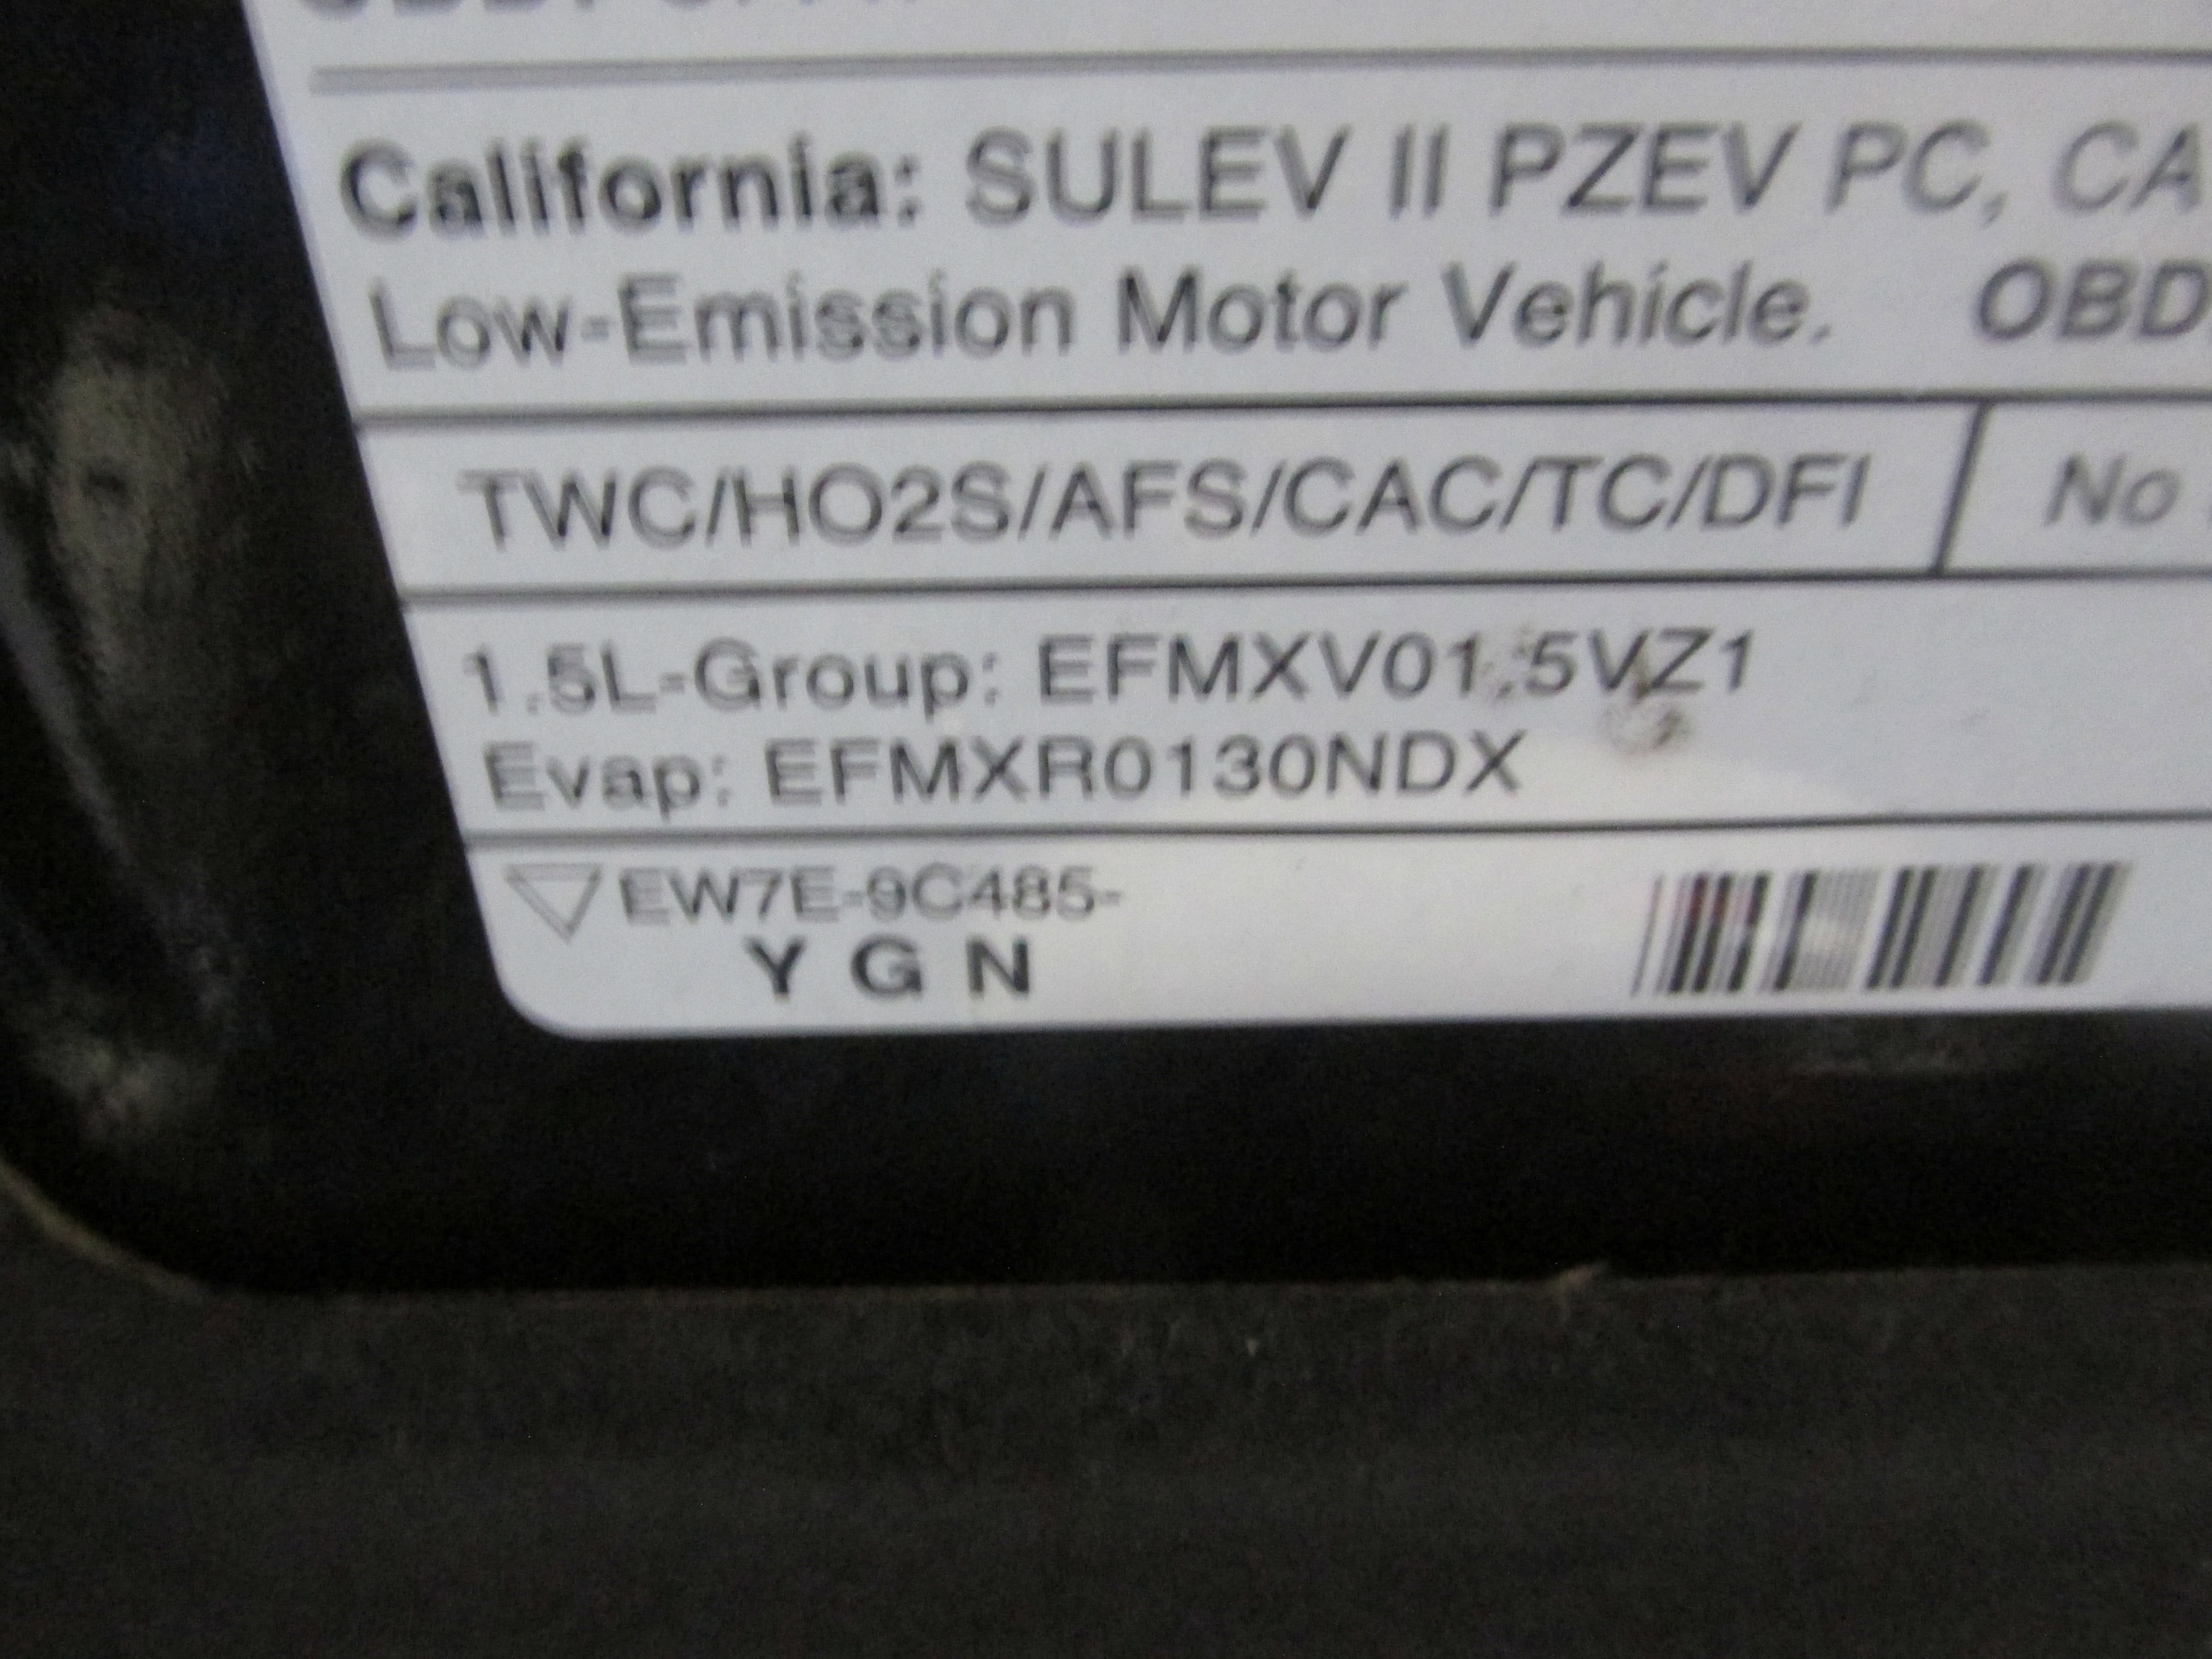 California: SULEV II PZEV PC, CA
Low-Emission Motor Vehicle. OBD
TWC/HO2S/AFS/CAC/TC/DFI No
1.5L-Group: EFMXV01.5VZ1
Evap: EFMXR0130NDX
EW7E-9C485-
Y G N